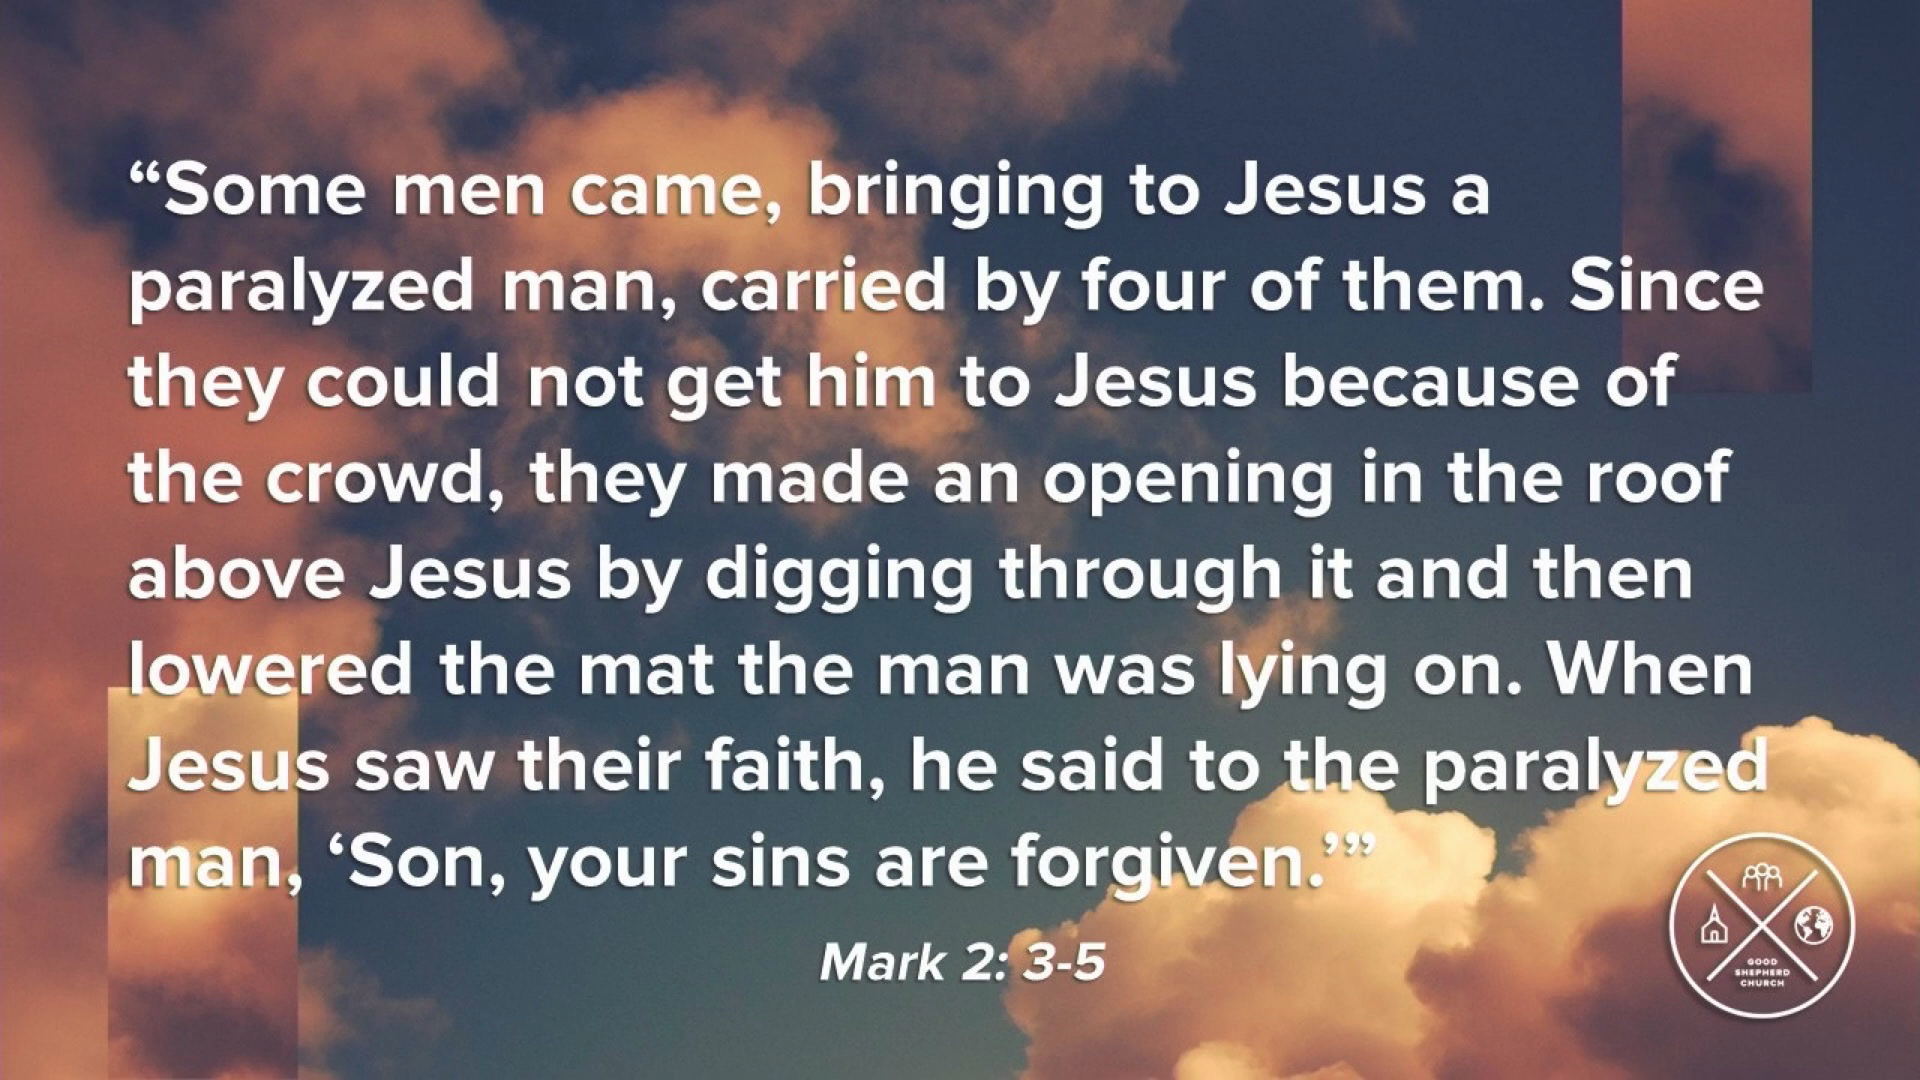 “Some men came, bringing to Jesus a
paralyzed man, carried by four of them. Since
they could not get him to Jesus because of
the crowd, they made an opening in the roof
above Jesus by digging through it and then
lowered the mat the man was lying on. When
Jesus saw their faith, he said to the paralyzed
man, ‘Son, your sins are forgiven.’”
Mark 2: 3-5
GOOD
SHEPHERD
CHURCH